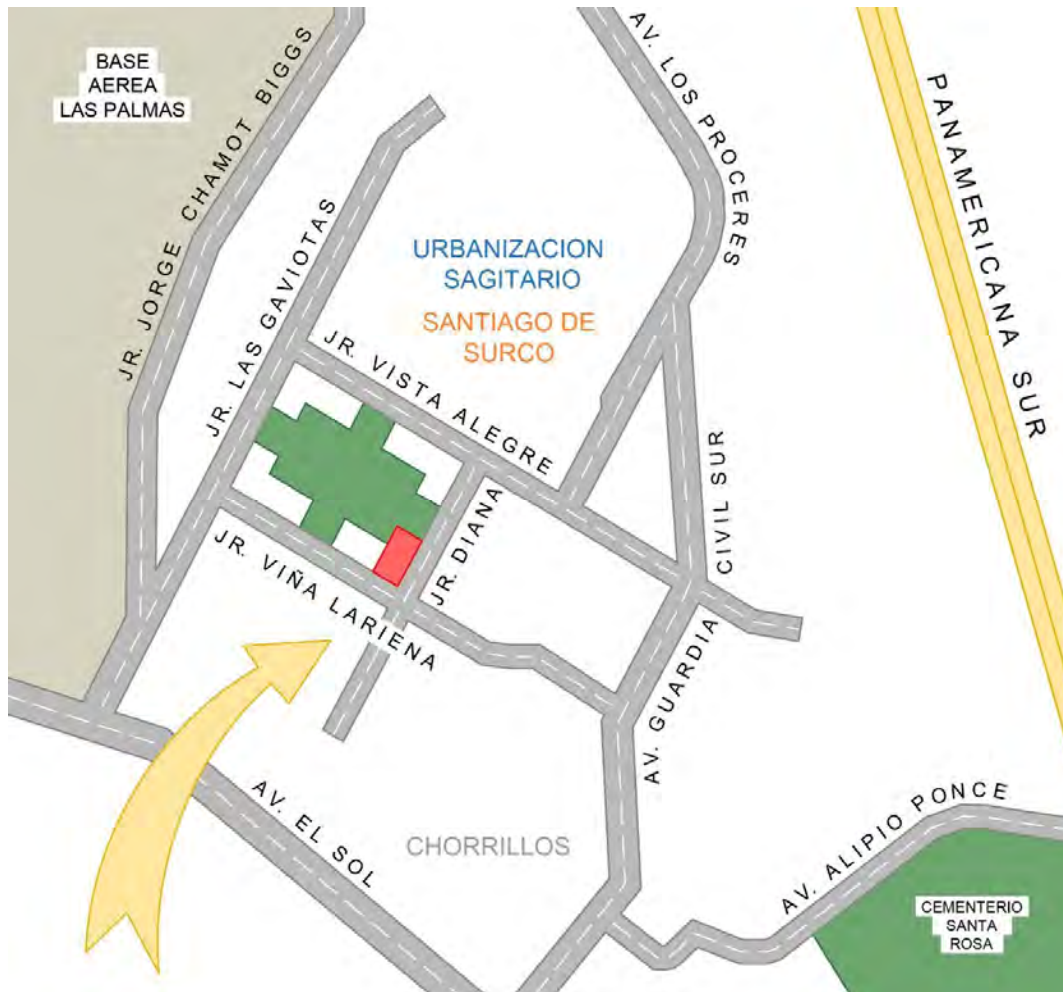 BASE
AEREA
LAS PALMAS
JR. JORGE CHAMOT BIGGS
AV. LOS PROCERES
PANAMERICANA SUR
JR. LAS GAVIOTAS
URBANIZACION
SAGITARIO
SANTIAGO DE
SURCO
JR. VISTA ALEGRE
CIVIL SUR
JR. DIANA
JR. VIÑA LARIENA
AV. GUARDIA
AV. EL SOL
CHORRILLOS
AV. ALIPIO PONCE
CEMENTERIO
SANTA
ROSA